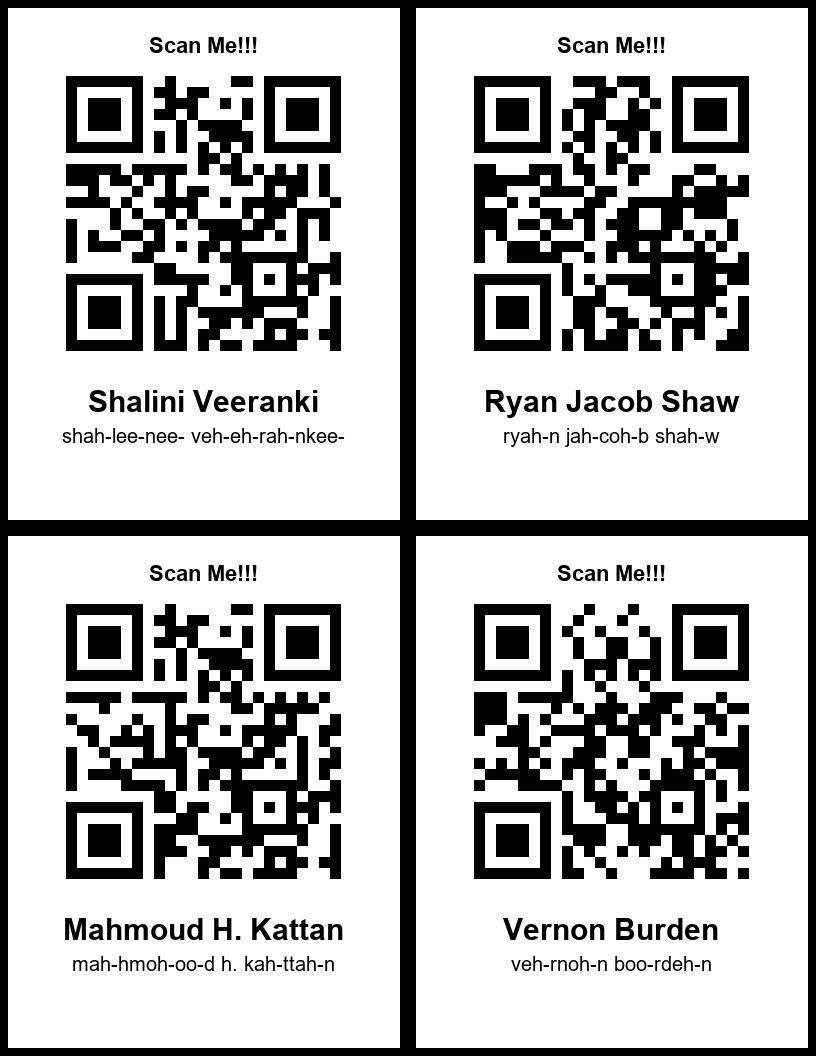 Scan Me!!!
Shalini Veeranki
shah-lee-nee- veh-eh-rah-nkee-
Scan Me!!!
Ryan Jacob Shaw
ryah-n jah-coh-b shah-w
Scan Me!!!
Mahmoud H. Kattan
mah-hmoh-oo-d h. kah-ttah-n
Scan Me!!!
Vernon Burden
veh-rnoh-n boo-rdeh-n